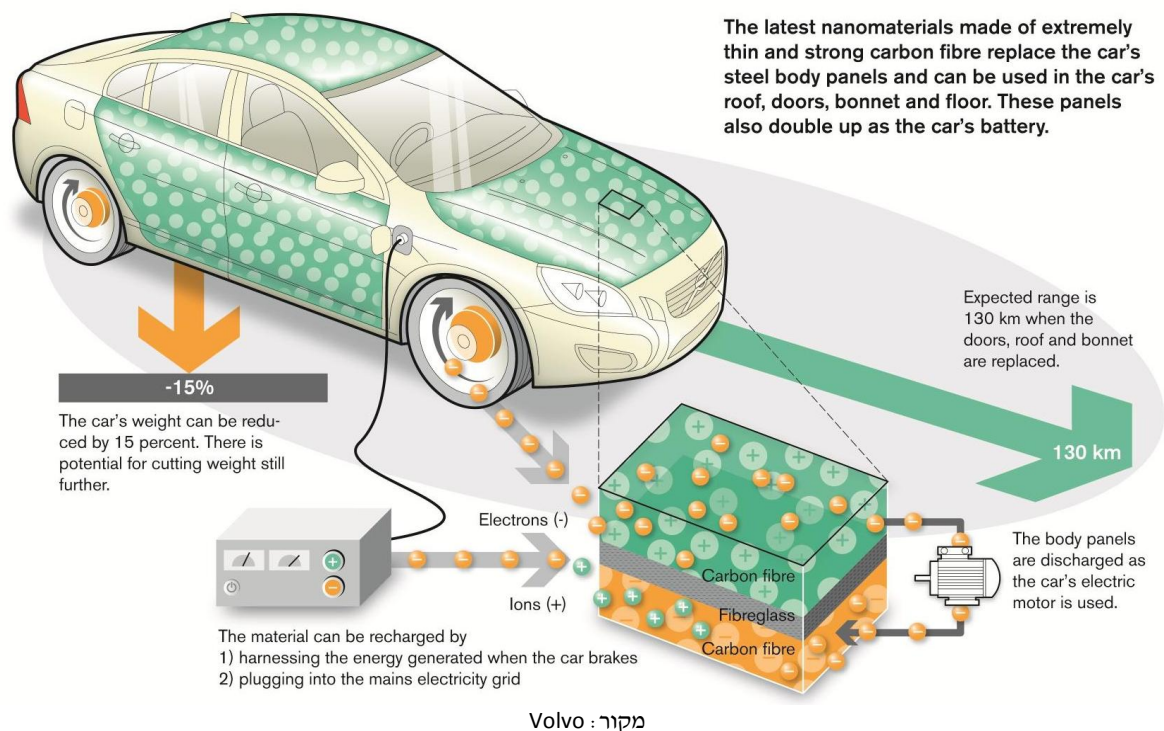 The latest nanomaterials made of extremely
thin and strong carbon fibre replace the car's
steel body panels and can be used in the car's
roof, doors, bonnet and floor. These panels
also double up as the car's battery.
Expected range is
130 km when the
doors, roof and bonnet
are replaced.
130 km
-15%
The car's weight can be redu-
ced by 15 percent. There is
potential for cutting weight still
further.
Electrons (-)
Ions (+)
Carbon fibre
Fibreglass
Carbon fibre
The body panels
are discharged as
the car's electric
motor is used.
The material can be recharged by
1) harnessing the energy generated when the car brakes
2) plugging into the mains electricity grid
מקור : Volvo